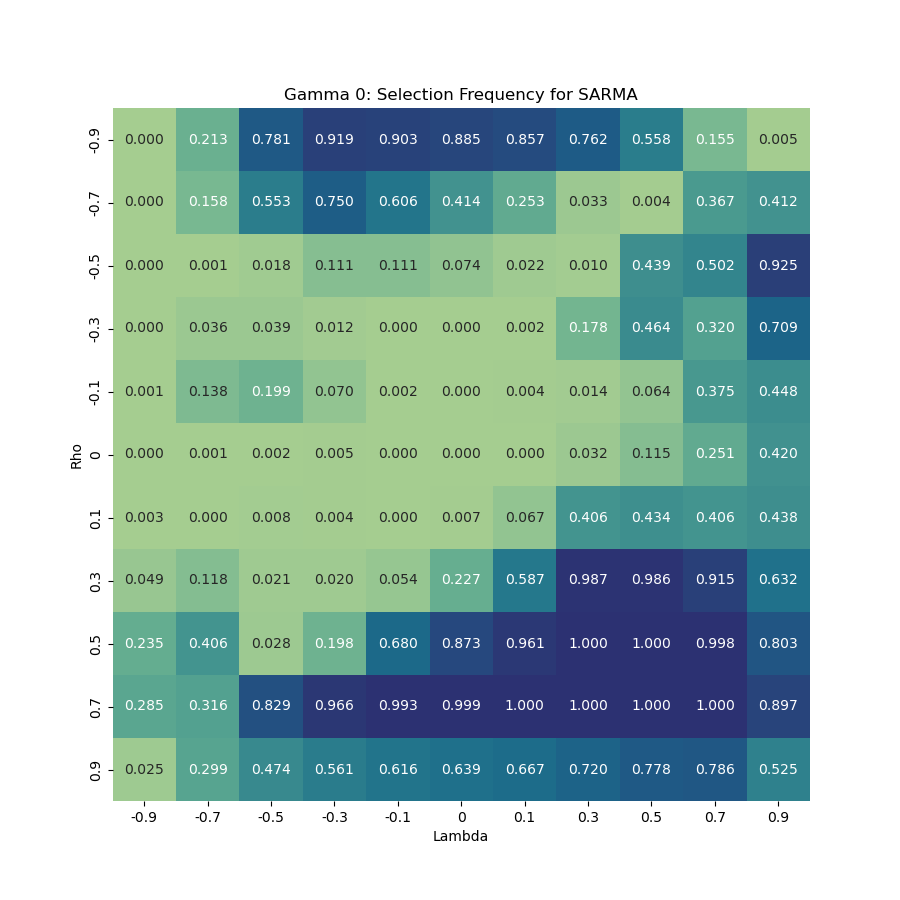 Gamma 0: Selection Frequency for SARMA
-0.9 0.000 0.213 0.781 0.919 0.903 0.885 0.857 0.762 0.558 0.155 0.005
-0.7 0.000 0.158 0.553 0.750 0.606 0.414 0.253 0.033 0.004 0.367 0.412
-0.5 0.000 0.001 0.018 0.111 0.111 0.074 0.022 0.010 0.439 0.502 0.925
-0.3 0.000 0.036 0.039 0.012 0.000 0.000 0.002 0.178 0.464 0.320 0.709
-0.1 0.001 0.138 0.199 0.070 0.002 0.000 0.004 0.014 0.064 0.375 0.448
Rho
0 0.000 0.001 0.002 0.005 0.000 0.000 0.000 0.032 0.115 0.251 0.420
0.1 0.003 0.000 0.008 0.004 0.000 0.007 0.067 0.406 0.434 0.406 0.438
0.3 0.049 0.118 0.021 0.020 0.054 0.227 0.587 0.987 0.986 0.915 0.632
0.5 0.235 0.406 0.028 0.198 0.680 0.873 0.961 1.000 1.000 0.998 0.803
0.7 0.285 0.316 0.829 0.966 0.993 0.999 1.000 1.000 1.000 1.000 0.897
0.9 0.025 0.299 0.474 0.561 0.616 0.639 0.667 0.720 0.778 0.786 0.525
-0.9 -0.7 -0.5 -0.3 -0.1 0 0.1 0.3 0.5 0.7 0.9
Lambda